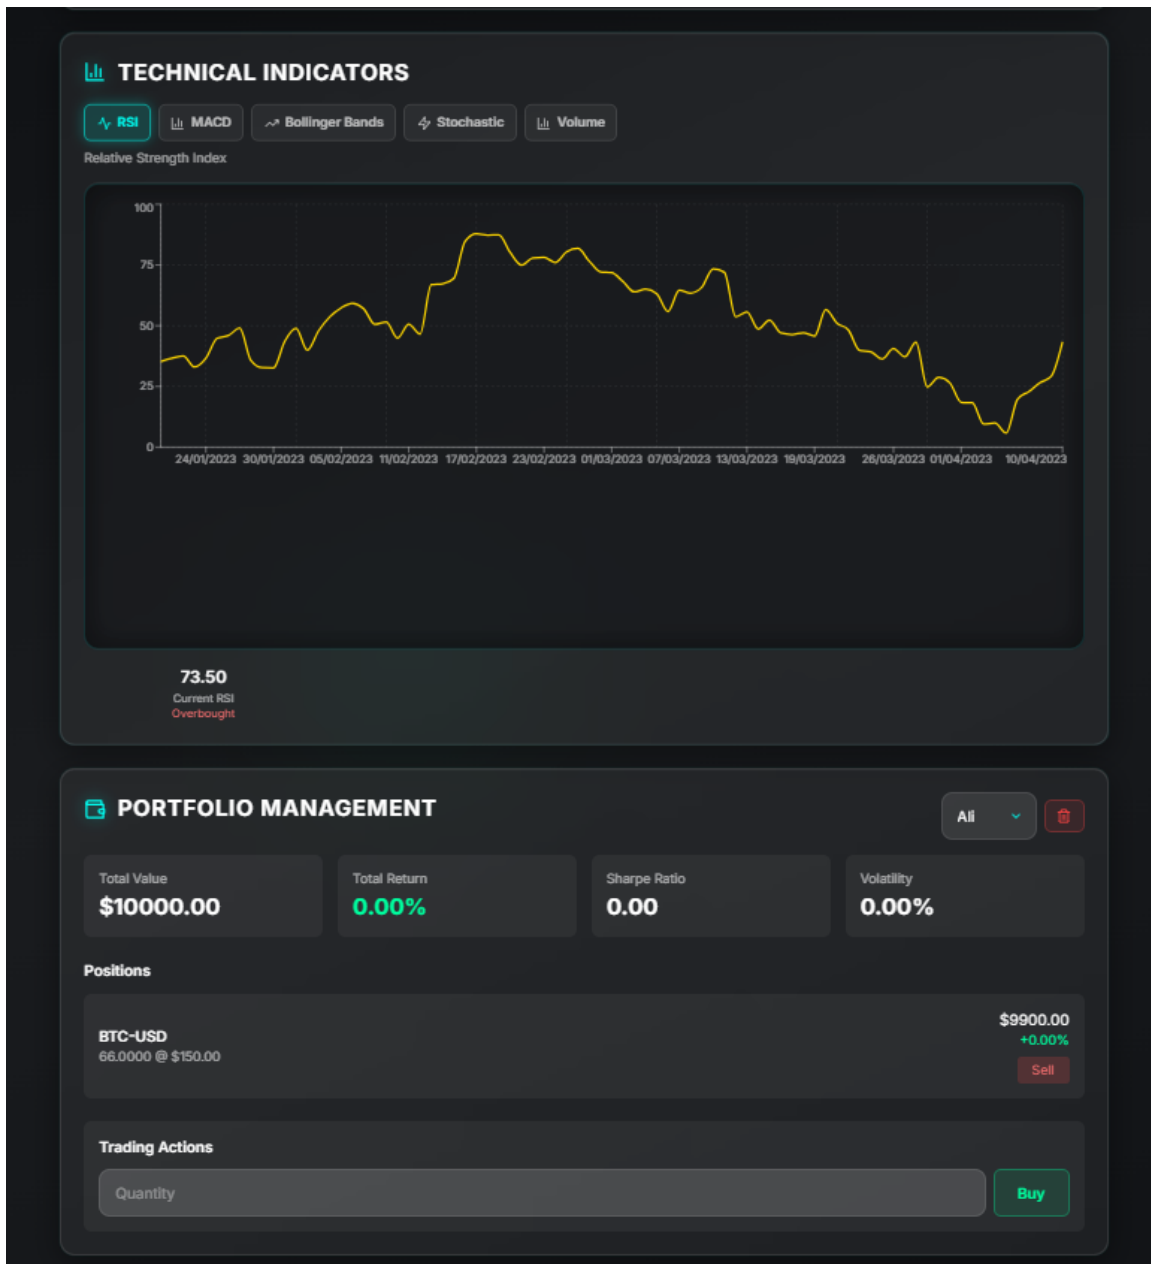 TECHNICAL INDICATORS
RSI MACD Bollinger Bands Stochastic Volume
Relative Strength Index
100
75
50
25
0
24/01/2023 30/01/2023 05/02/2023 11/02/2023 17/02/2023 23/02/2023 01/03/2023 07/03/2023 13/03/2023 19/03/2023 26/03/2023 01/04/2023 10/04/2023
73.50
Current RSI
Overbought
PORTFOLIO MANAGEMENT
Ali
Total Value Total Return Sharpe Ratio Volatility
$10000.00 0.00% 0.00 0.00%
Positions
$9900.00
BTC-USD
+0.00%
66.0000 @ $150.00
Sell
Trading Actions
Quantity Buy